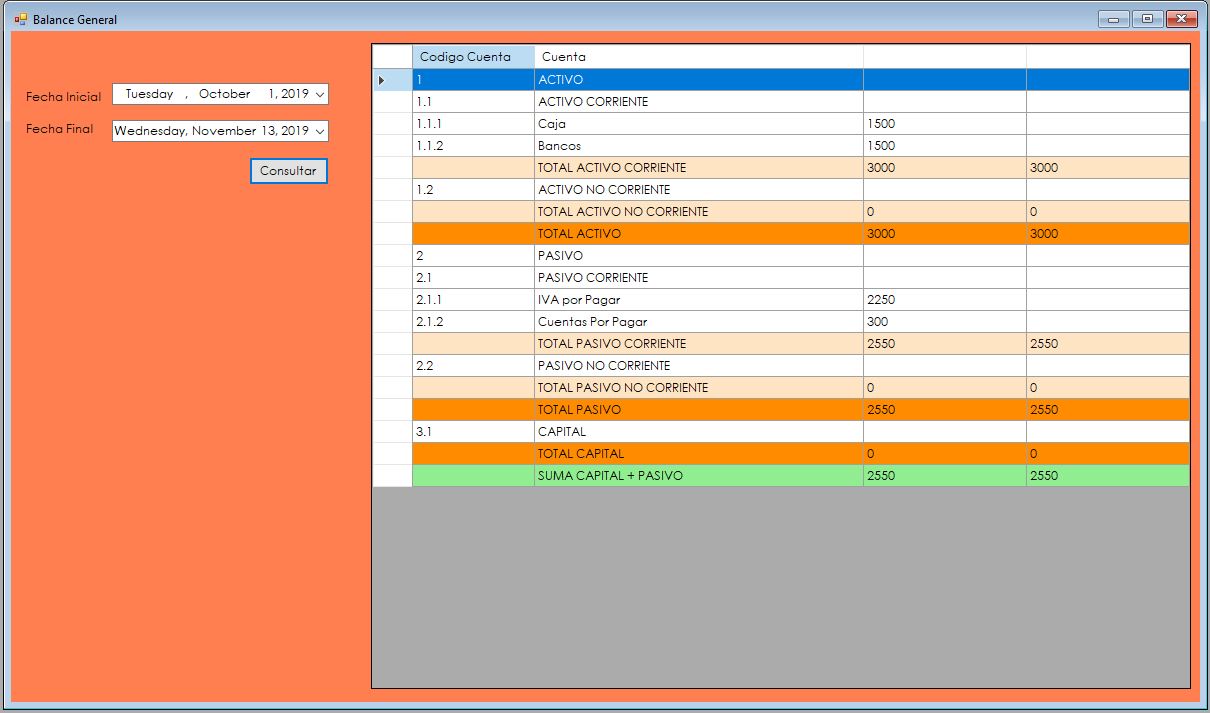 Balance General
Fecha Inicial Tuesday , October 1, 2019
Fecha Final Wednesday, November 13, 2019
Consultar
Codigo Cuenta Cuenta
1 ACTIVO
1.1 ACTIVO CORRIENTE
1.1.1 Caja 1500
1.1.2 Bancos 1500
TOTAL ACTIVO CORRIENTE 3000 3000
1.2 ACTIVO NO CORRIENTE
TOTAL ACTIVO NO CORRIENTE 0 0
TOTAL ACTIVO 3000 3000
2 PASIVO
2.1 PASIVO CORRIENTE
2.1.1 IVA por Pagar 2250
2.1.2 Cuentas Por Pagar 300
TOTAL PASIVO CORRIENTE 2550 2550
2.2 PASIVO NO CORRIENTE
TOTAL PASIVO NO CORRIENTE 0 0
TOTAL PASIVO 2550 2550
3.1 CAPITAL
TOTAL CAPITAL 0 0
SUMA CAPITAL + PASIVO 2550 2550